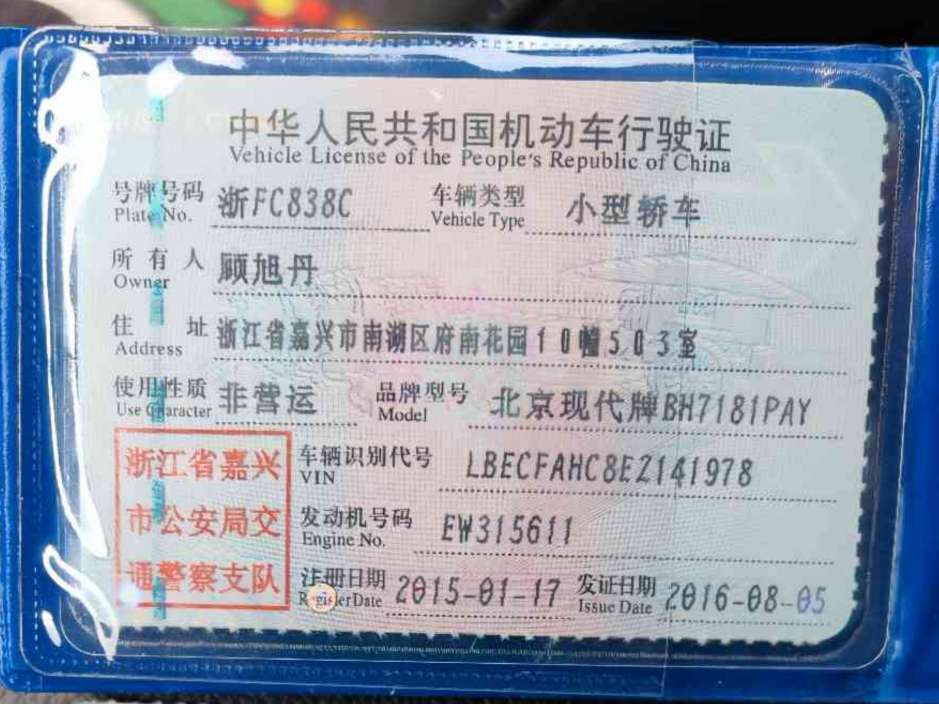 中华人民共和国机动车行驶证
Vehicle License of the People's Republic of China
号牌号码 浙FC838C 车辆类型 小型轿车
Plate No. Vehicle Type
所有人 顾旭丹
Owner
住址 浙江省嘉兴市南湖区府南花园10幢503室
Address
使用性质 非营运 品牌型号 北京现代牌BH7181PAY
Use Character Model
浙江省嘉兴
市公安局交
通警察支队
车辆识别代号 LBECFAHC8EZ141978
VIN
发动机号码 EW315611
Engine No.
注册日期 2015-01-17 发证日期 2016-08-05
Register Date Issue Date